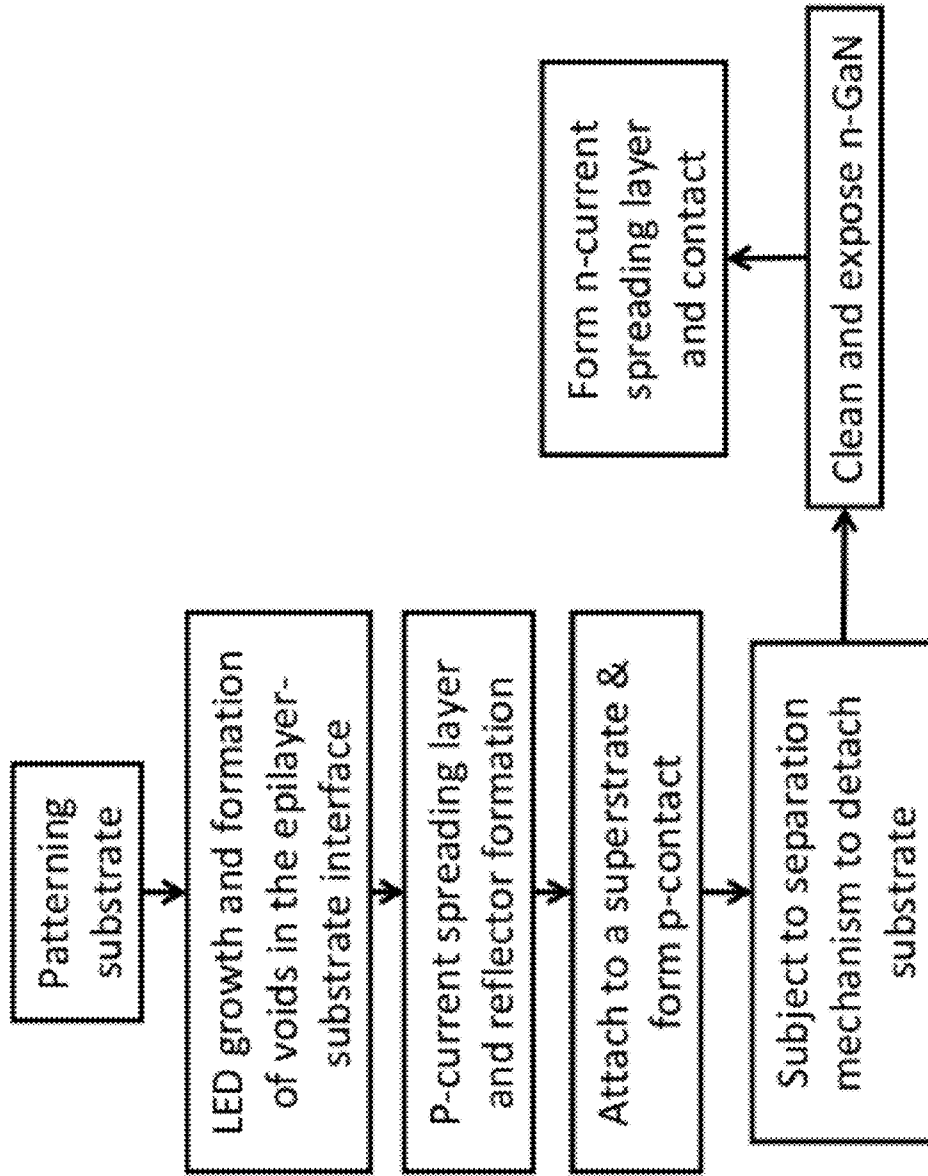 Patterning
substrate
LED growth and formation
of voids in the epilayer-
substrate interface
P-current spreading layer
and reflector formation
Attach to a superstrate &
form p-contact
Subject to separation
mechanism to detach
substrate
Clean and expose n-GaN
Form n-current
spreading layer
and contact